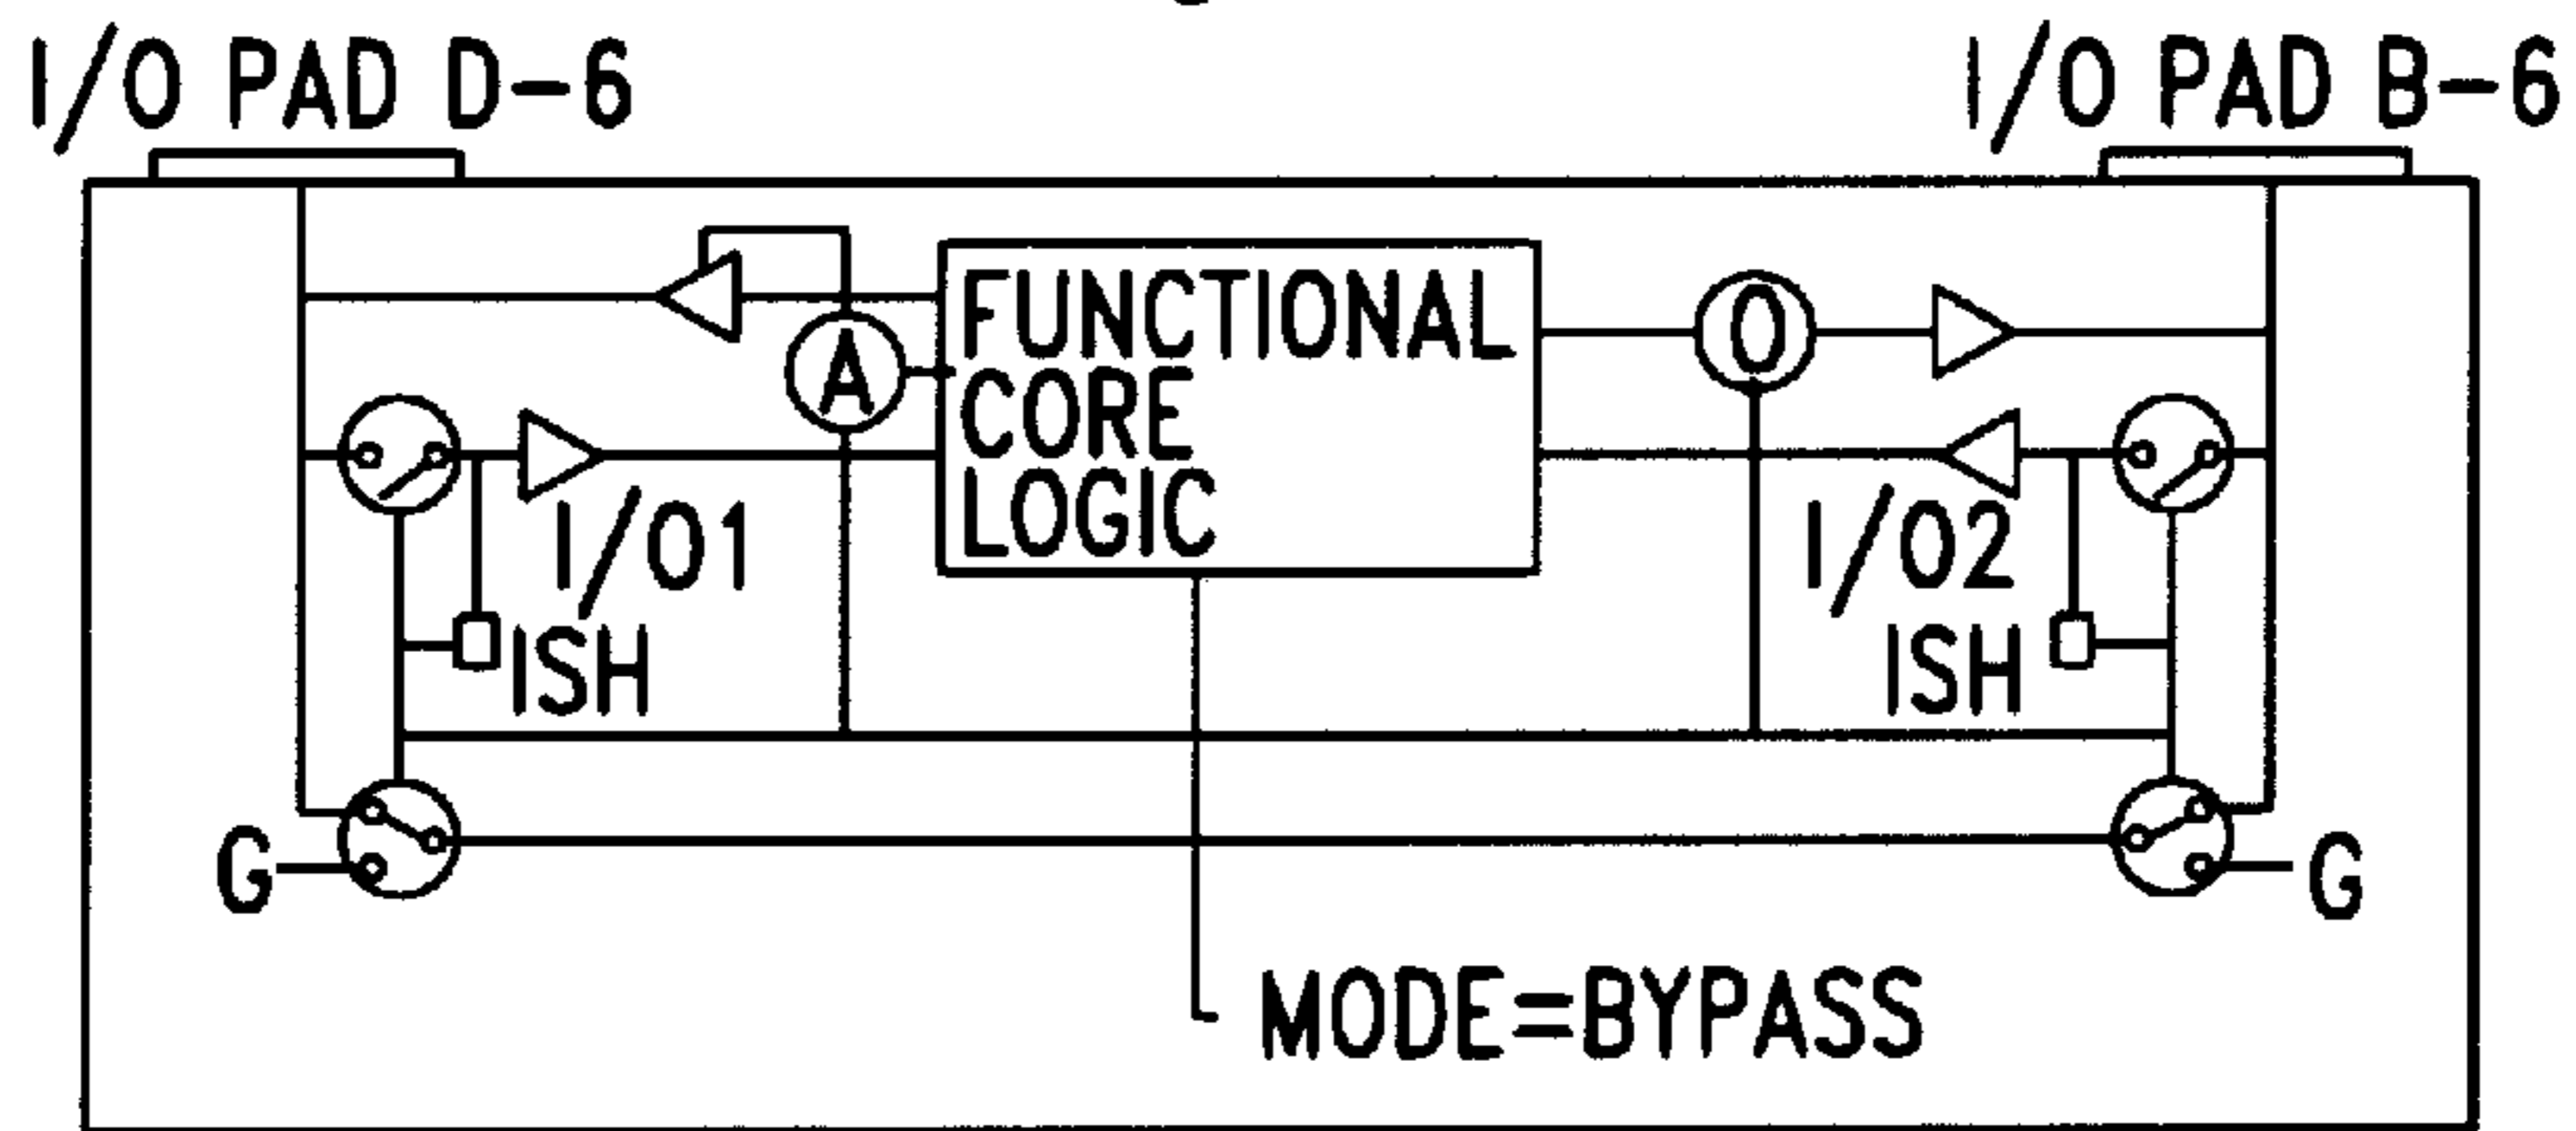 I/O PAD D-6
I/O PAD B-6
FUNCTIONAL
CORE
LOGIC
A
O
I/O1
ISH
I/O2
ISH
G
G
MODE=BYPASS